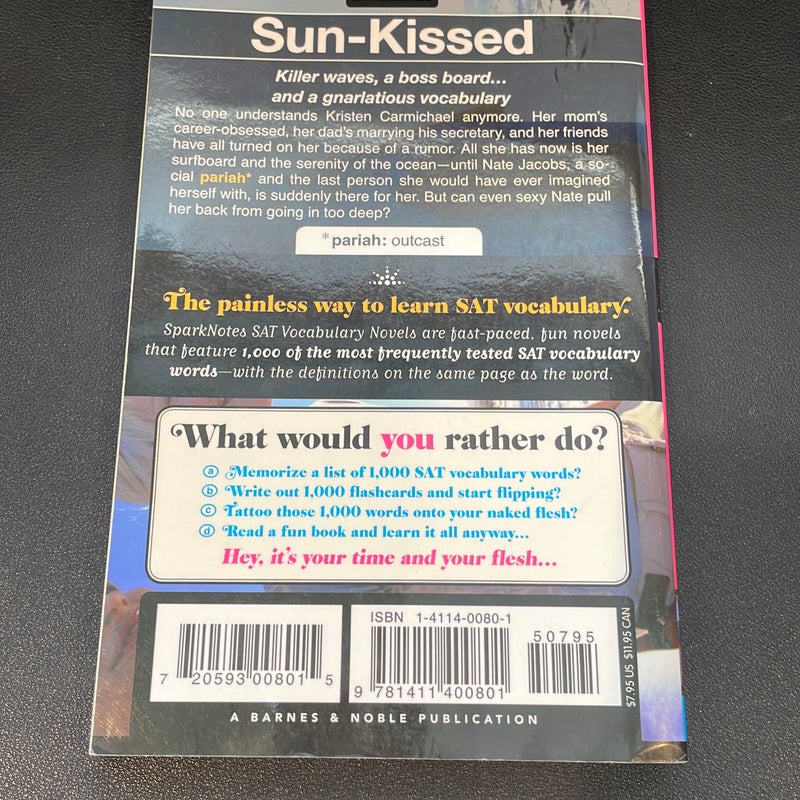 Sun-Kissed
Killer waves, a boss board...
and a gnarlatious vocabulary
No one understands Kristen Carmichael anymore. Her mom's
career-obsessed, her dad's marrying his secretary, and her friends
have all turned on her because of a rumor. All she has now is her
surfboard and the serenity of the ocean—until Nate Jacobs, a so-
cial pariah* and the last person she would have ever imagined
herself with, is suddenly there for her. But can even sexy Nate pull
her back from going in too deep?
*pariah: outcast
The painless way to learn SAT vocabulary.
SparkNotes SAT Vocabulary Novels are fast-paced, fun novels
that feature 1,000 of the most frequently tested SAT vocabulary
words—with the definitions on the same page as the word.
What would you rather do?
a Memorize a list of 1,000 SAT vocabulary words?
b Write out 1,000 flashcards and start flipping?
c Tattoo those 1,000 words onto your naked flesh?
d Read a fun book and learn it all anyway...
Hey, it's your time and your flesh...
7 20593 00801 5
ISBN 1-4114-0080-1
50795
9 781411 400801
$7.95 US $11.95 CAN
A BARNES & NOBLE PUBLICATION